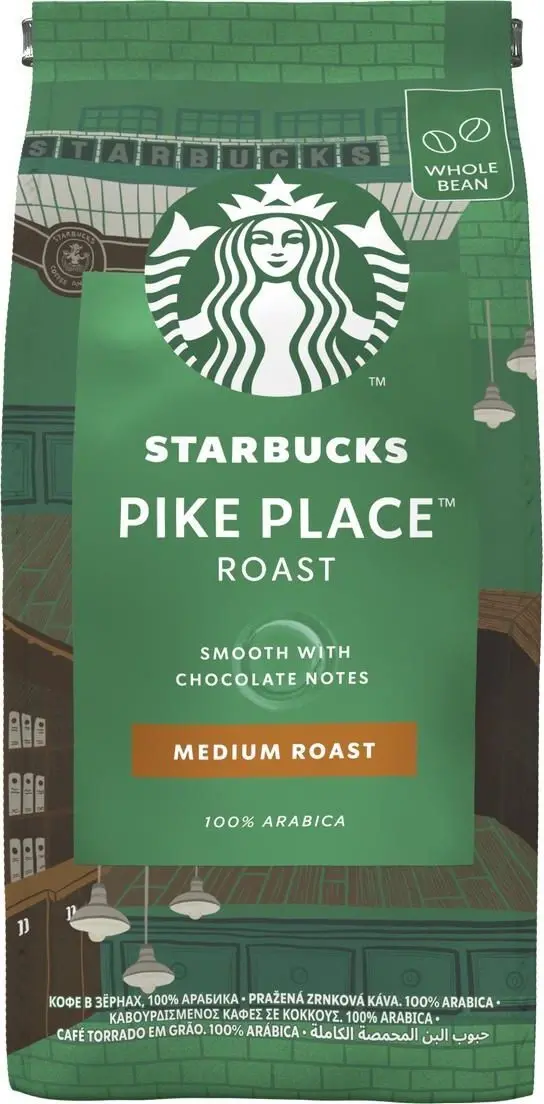 WHOLE
BEAN
STARBUCKS
STARBUCKS
TM
STARBUCKS
PIKE PLACE™
ROAST
SMOOTH WITH
CHOCOLATE NOTES
MEDIUM ROAST
100% ARABICA
КОФЕ В ЗЁРНАХ, 100% АРАБИКА • PRAŽENÁ ZRNKOVÁ KÁVA. 100% ARABICA •
ΚΑΒΟΥΡΔΙΣΜΕΝΟΣ ΚΑΦΕΣ ΣΕ ΚΟΚΚΟΥΣ. 100% ARABICA •
CAFÉ TORRADO EM GRÃO. 100% ARÁBICA • حبوب البن المحمصة الكاملة